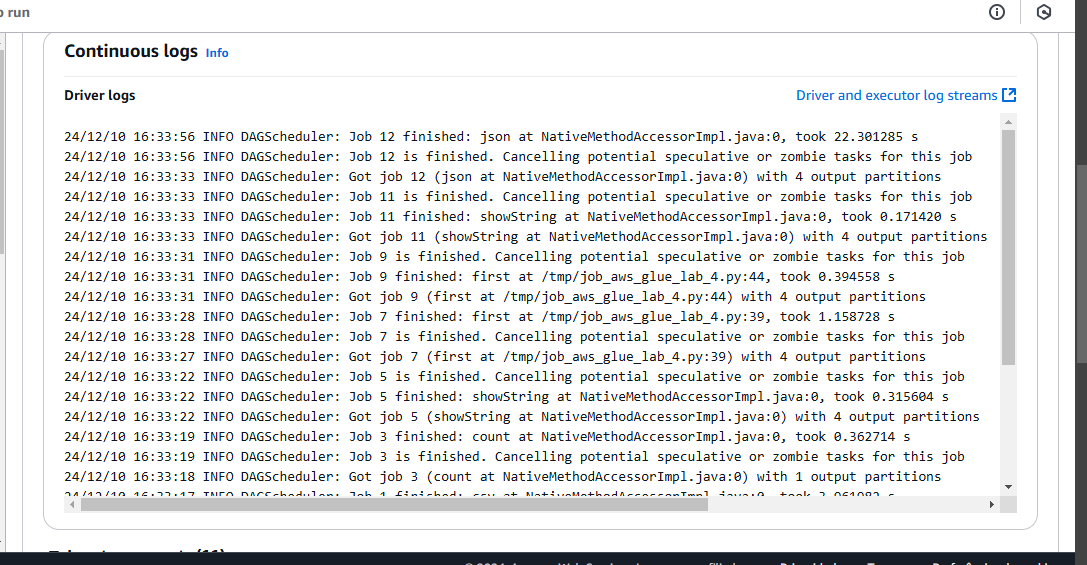 run
Continuous logs Info
Driver logs
Driver and executor log streams
24/12/10 16:33:56 INFO DAGScheduler: Job 12 finished: json at NativeMethodAccessorImpl.java:0, took 22.301285 s
24/12/10 16:33:56 INFO DAGScheduler: Job 12 is finished. Cancelling potential speculative or zombie tasks for this job
24/12/10 16:33:33 INFO DAGScheduler: Got job 12 (json at NativeMethodAccessorImpl.java:0) with 4 output partitions
24/12/10 16:33:33 INFO DAGScheduler: Job 11 is finished. Cancelling potential speculative or zombie tasks for this job
24/12/10 16:33:33 INFO DAGScheduler: Job 11 finished: showString at NativeMethodAccessorImpl.java:0, took 0.171420 s
24/12/10 16:33:33 INFO DAGScheduler: Got job 11 (showString at NativeMethodAccessorImpl.java:0) with 4 output partitions
24/12/10 16:33:31 INFO DAGScheduler: Job 9 is finished. Cancelling potential speculative or zombie tasks for this job
24/12/10 16:33:31 INFO DAGScheduler: Job 9 finished: first at /tmp/job_aws_glue_lab_4.py:44, took 0.394558 s
24/12/10 16:33:31 INFO DAGScheduler: Got job 9 (first at /tmp/job_aws_glue_lab_4.py:44) with 4 output partitions
24/12/10 16:33:28 INFO DAGScheduler: Job 7 finished: first at /tmp/job_aws_glue_lab_4.py:39, took 1.158728 s
24/12/10 16:33:28 INFO DAGScheduler: Job 7 is finished. Cancelling potential speculative or zombie tasks for this job
24/12/10 16:33:27 INFO DAGScheduler: Got job 7 (first at /tmp/job_aws_glue_lab_4.py:39) with 4 output partitions
24/12/10 16:33:22 INFO DAGScheduler: Job 5 is finished. Cancelling potential speculative or zombie tasks for this job
24/12/10 16:33:22 INFO DAGScheduler: Job 5 finished: showString at NativeMethodAccessorImpl.java:0, took 0.315604 s
24/12/10 16:33:22 INFO DAGScheduler: Got job 5 (showString at NativeMethodAccessorImpl.java:0) with 4 output partitions
24/12/10 16:33:19 INFO DAGScheduler: Job 3 finished: count at NativeMethodAccessorImpl.java:0, took 0.362714 s
24/12/10 16:33:19 INFO DAGScheduler: Job 3 is finished. Cancelling potential speculative or zombie tasks for this job
24/12/10 16:33:18 INFO DAGScheduler: Got job 3 (count at NativeMethodAccessorImpl.java:0) with 1 output partitions
24/12/10 16:33:17 INFO DAGScheduler: Job 1 finished: csv at NativeMethodAccessorImpl.java:0, took